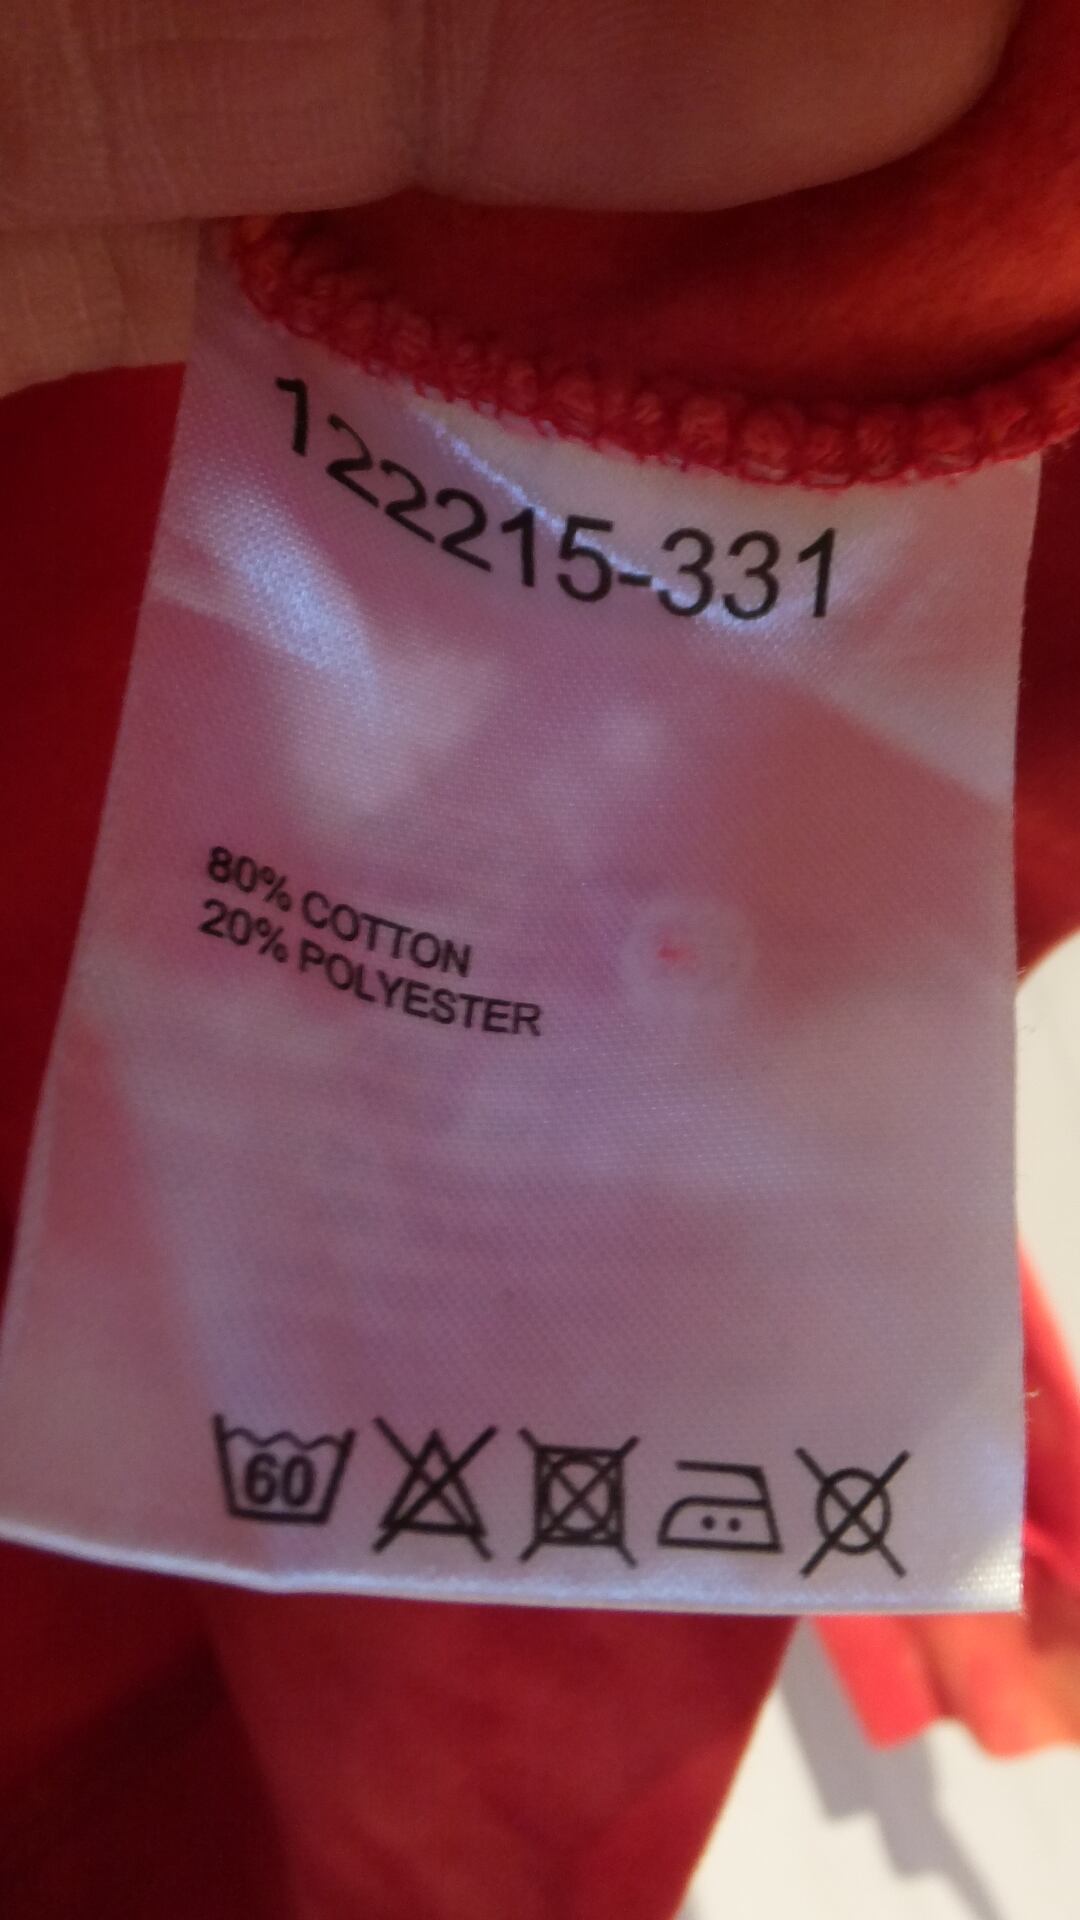 122215-331
80% COTTON
20% POLYESTER
60